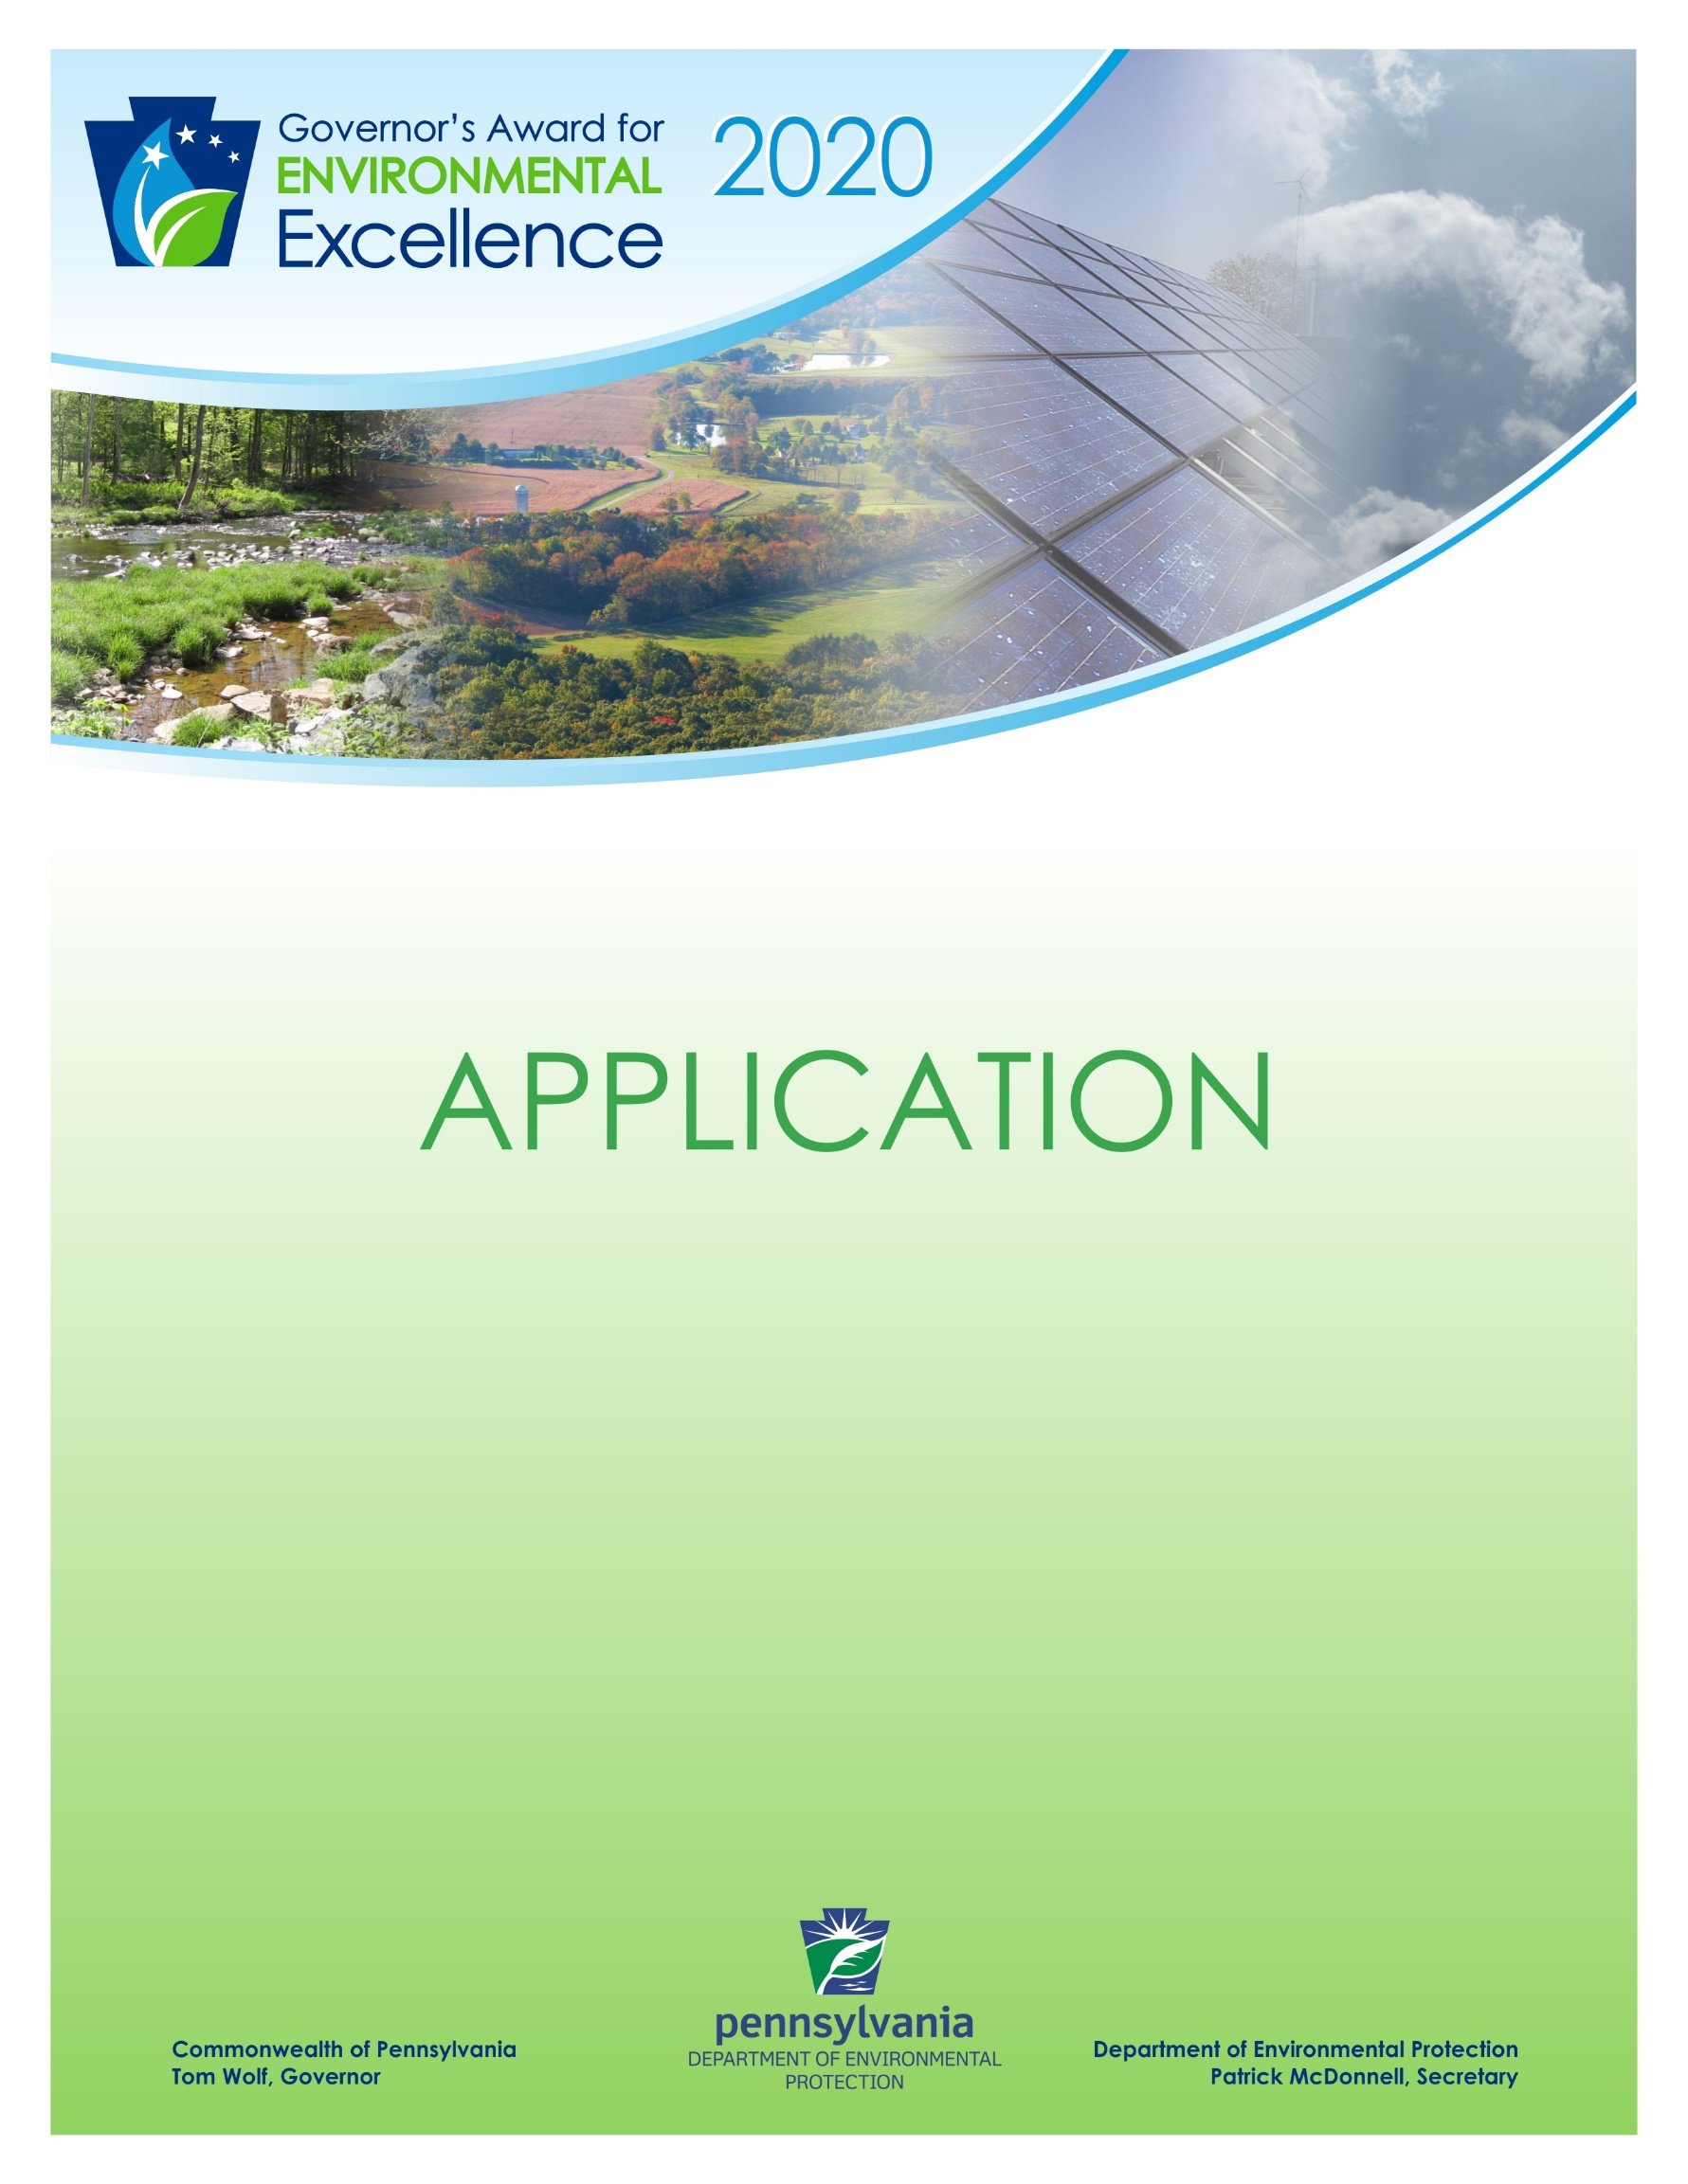 Governor's Award for
ENVIRONMENTAL
Excellence
2020
APPLICATION
pennsylvania
DEPARTMENT OF ENVIRONMENTAL
PROTECTION
Commonwealth of Pennsylvania
Tom Wolf, Governor
Department of Environmental Protection
Patrick McDonnell, Secretary